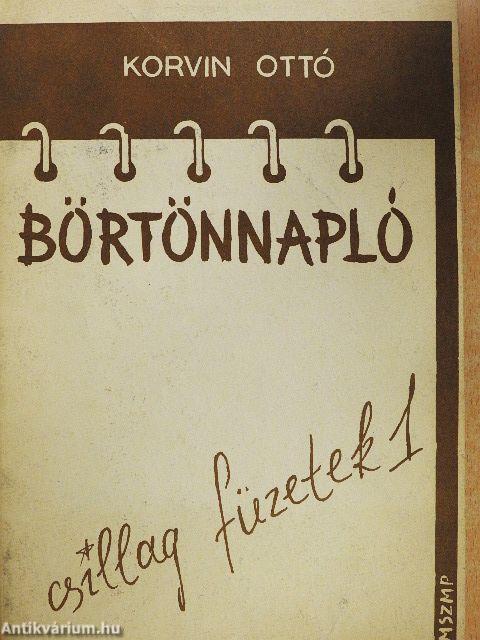 KORVIN OTTÓ
BÖRTÖNNAPLÓ
csillag füzetek 1
MSZMP
Antikvárium.hu